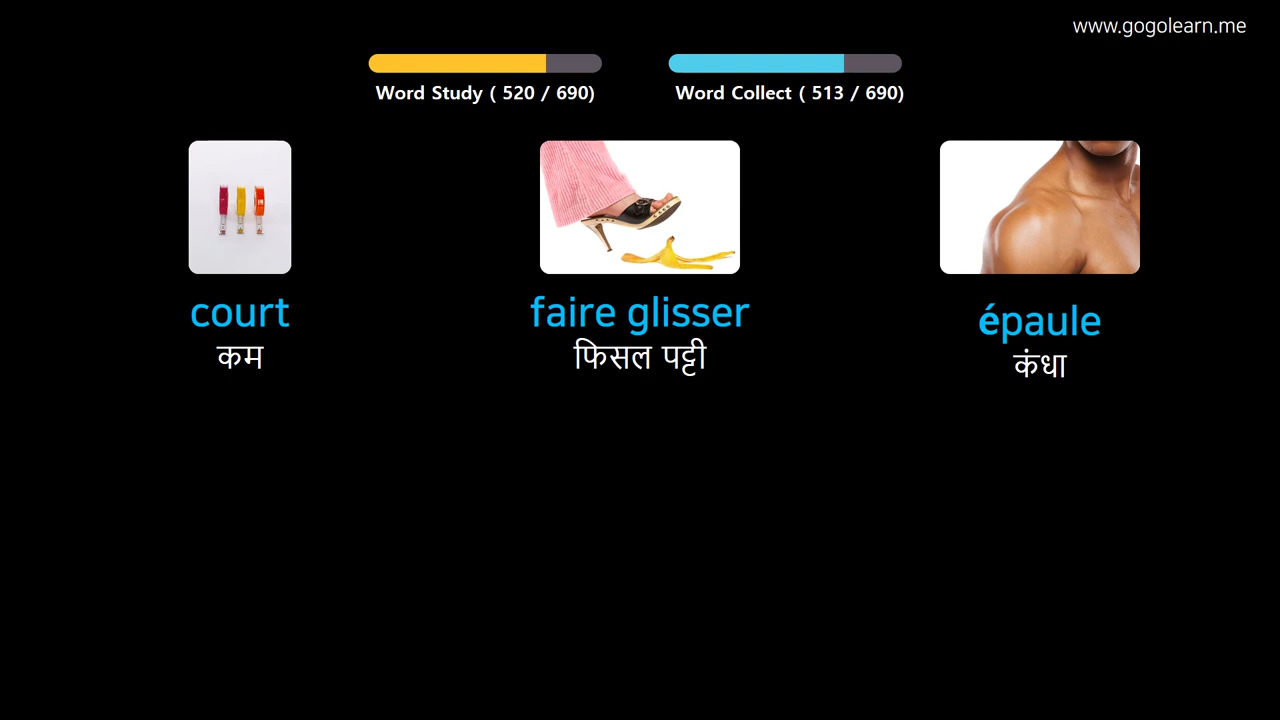 www.gogolearn.me
Word Study ( 520 / 690)
Word Collect ( 513 / 690)
court
कम
faire glisser
फिसल पट्टी
épaule
कंधा